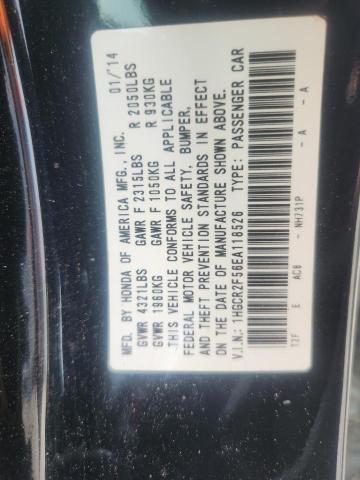 MFD. BY HONDA OF AMERICA MFG., INC. 01/'14
GVWR 4321LBS GAWR F 2315LBS R 2050LBS
GVWR 1960KG GAWR F 1050KG R 930KG
THIS VEHICLE CONFORMS TO ALL APPLICABLE
FEDERAL MOTOR VEHICLE SAFETY, BUMPER,
AND THEFT PREVENTION STANDARDS IN EFFECT
ON THE DATE OF MANUFACTURE SHOWN ABOVE.
V.I.N.: 1HGCR2F56EA118526 TYPE: PASSENGER CAR
12F E ACB - NH731P - A - A